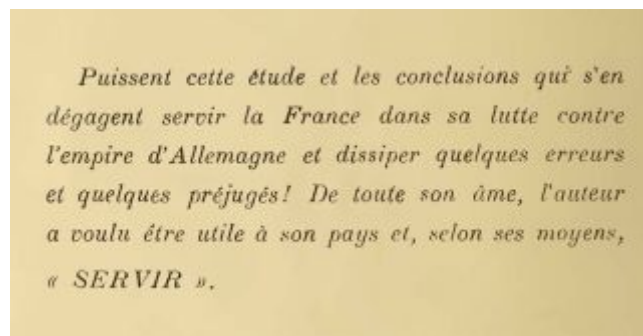 Puissent cette étude et les conclusions qui s'en
dégagent servir la France dans sa lutte contre
l'empire d'Allemagne et dissiper quelques erreurs
et quelques préjugés! De toute son âme, l'auteur
a voulu être utile à son pays et, selon ses moyens,
« SERVIR ».